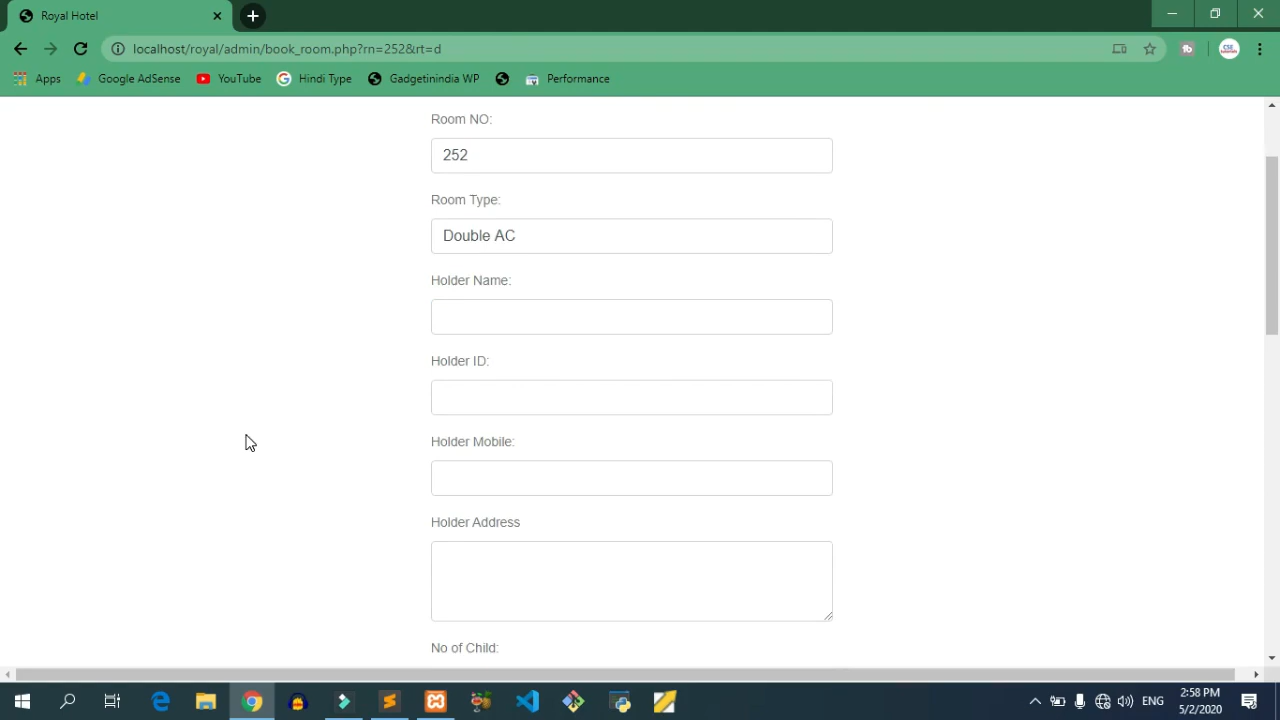 Royal Hotel
localhost/royal/admin/book_room.php?rn=252&rt=d
CSE
Apps Google AdSense YouTube Hindi Type Gadgetinindia WP Performance
Room NO:
252
Room Type:
Double AC
Holder Name:
Holder ID:
Holder Mobile:
Holder Address
No of Child:
ENG
2:58 PM
5/2/2020